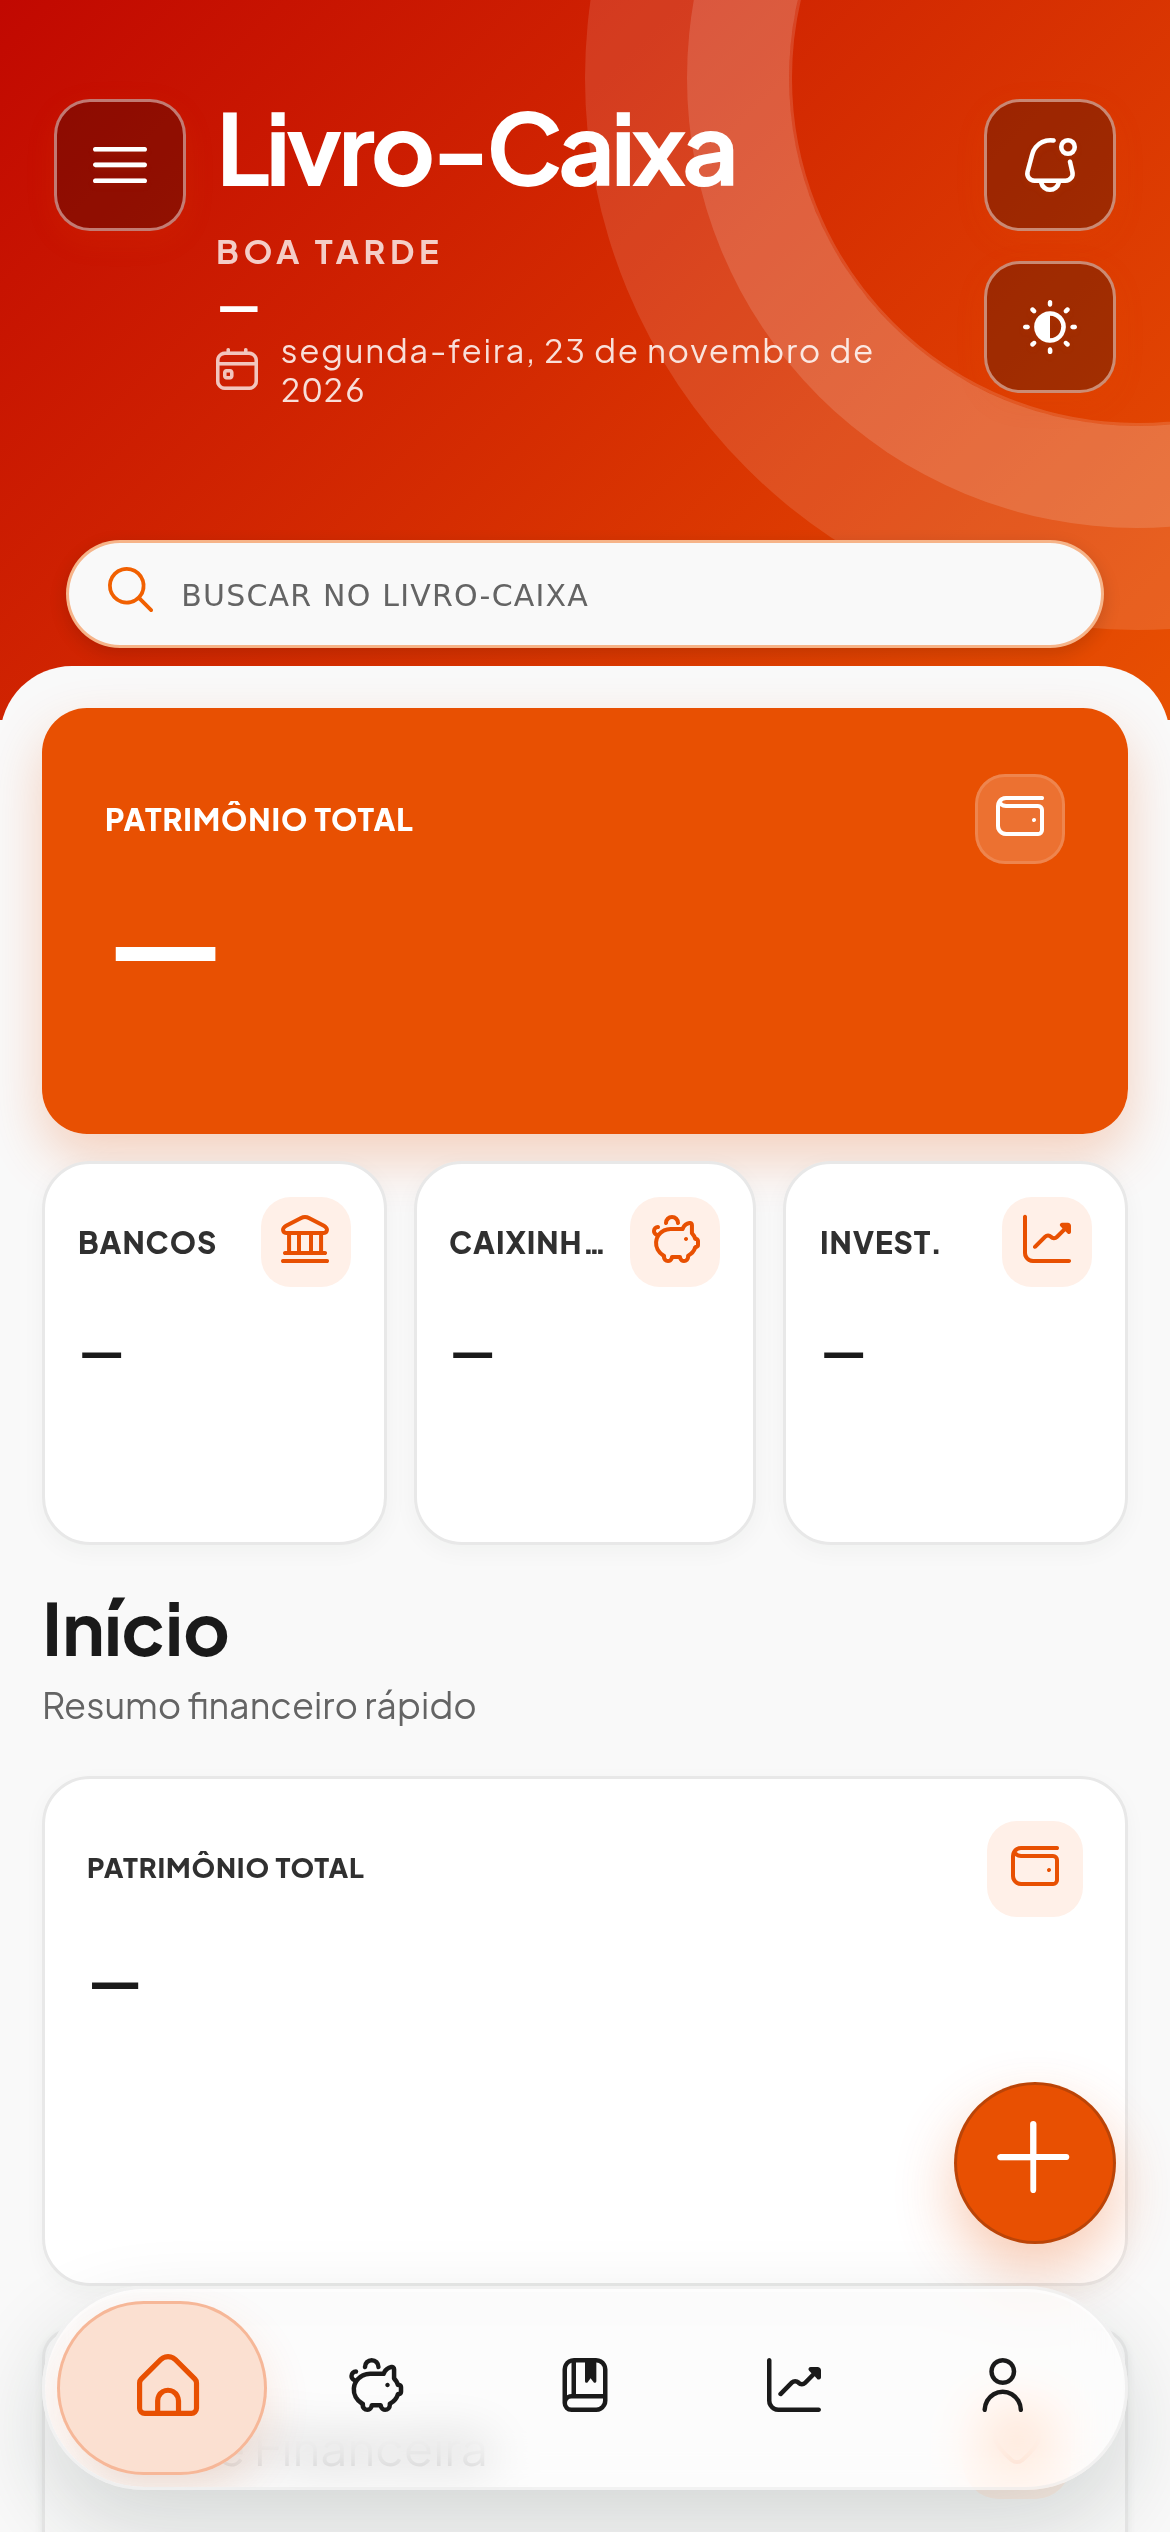 Livro-Caixa
BOA TARDE
—
segunda-feira, 23 de novembro de
2026
BUSCAR NO LIVRO-CAIXA
PATRIMÔNIO TOTAL
—
BANCOS
CAIXINH...
INVEST.
—
—
—
Início
Resumo financeiro rápido
PATRIMÔNIO TOTAL
—
Financeira